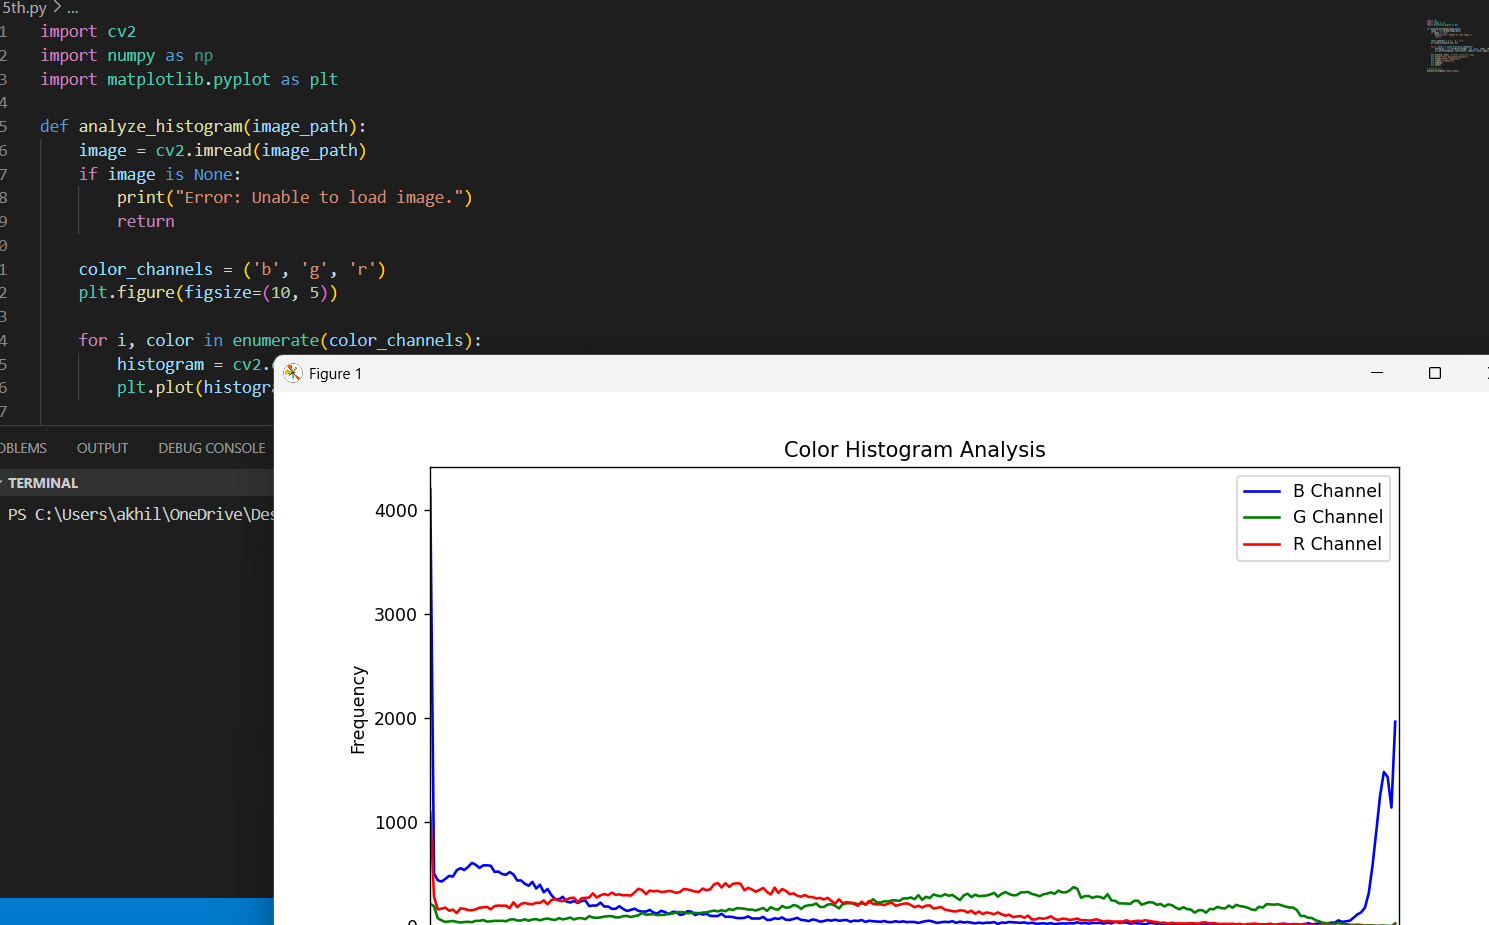 5th.py > ...
1 import cv2
2 import numpy as np
3 import matplotlib.pyplot as plt
4
5 def analyze_histogram(image_path):
6 image = cv2.imread(image_path)
7 if image is None:
8 print("Error: Unable to load image.")
9 return
0
1 color_channels = ('b', 'g', 'r')
2 plt.figure(figsize=(10, 5))
3
4 for i, color in enumerate(color_channels):
5 histogram = cv2.
6 plt.plot(histogra
7
OBLEMS OUTPUT DEBUG CONSOLE
TERMINAL
PS C:\Users\akhil\OneDrive\Des
Figure 1
Color Histogram Analysis
B Channel
G Channel
R Channel
Frequency
4000
3000
2000
1000
0